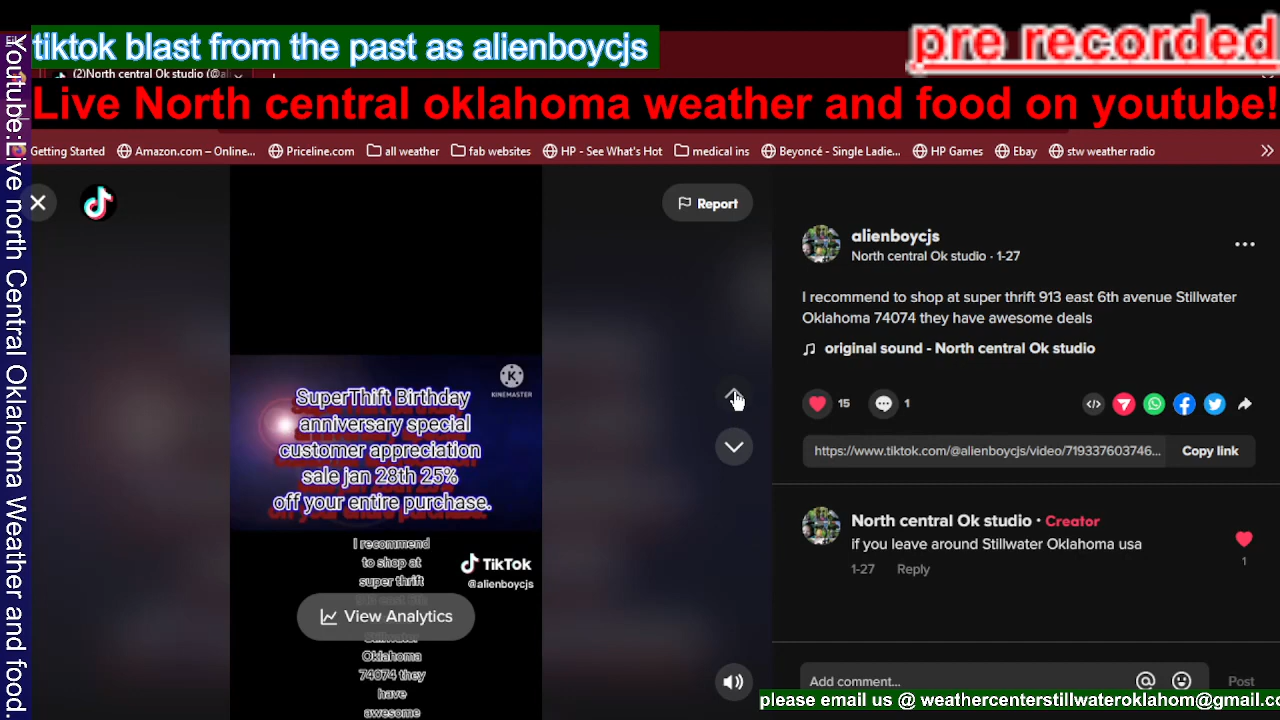 tiktok blast from the past as alienboycjs
pre recorded
(2)North central Ok studio (@a
Live North central oklahoma weather and food on youtube!
Youtube:Live north Central Oklahoma Weather and food.
Getting Started
Amazon.com – Online...
Priceline.com
all weather
fab websites
HP - See What's Hot
medical ins
Beyoncé - Single Ladie...
HP Games
Ebay
stw weather radio
Report
alienboycjs
North central Ok studio · 1-27
I recommend to shop at super thrift 913 east 6th avenue Stillwater
Oklahoma 74074 they have awesome deals
original sound - North central Ok studio
15
1
https://www.tiktok.com/@alienboycjs/video/719337603746...
Copy link
KINEMASTER
SuperThift Birthday
anniversary special
customer appreciation
sale jan 28th 25%
off your entire purchase.
I recommend
to shop at
super thrift
TikTok
@alienboycjs
View Analytics
Stillwater
Oklahoma
74074 they
have
awesome
North central Ok studio · Creator
if you leave around Stillwater Oklahoma usa
1
1-27
Reply
Add comment...
Post
please email us @ weathercenterstillwateroklahom@gmail.co